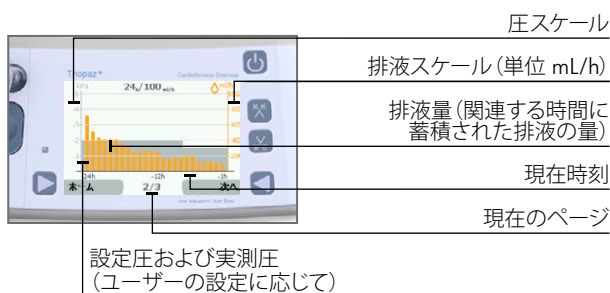 圧スケール
排液スケール（単位 mL/h）
排液量（関連する時間に
蓄積された排液の量）
現在時刻
現在のページ
設定圧および実測圧
（ユーザーの設定に応じて）
Thopaz+
Cardiothoracic Drainage
24h/100 mL/h
-24h
-12h
-1h
ホーム
2/3
次へ